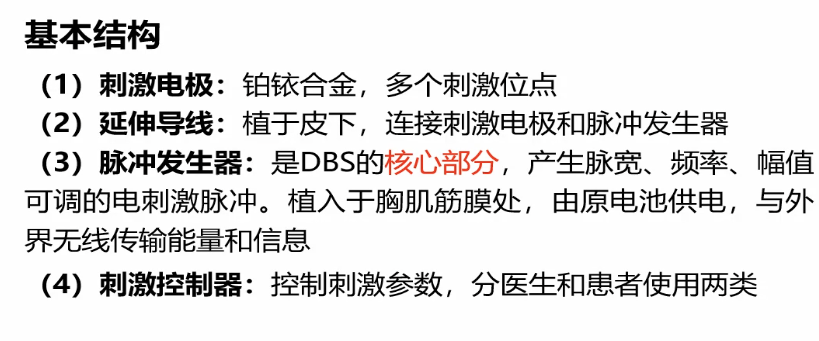 基本结构
（1）刺激电极：铂铱合金，多个刺激位点
（2）延伸导线：植于皮下，连接刺激电极和脉冲发生器
（3）脉冲发生器：是DBS的核心部分，产生脉宽、频率、幅值
可调的电刺激脉冲。植入于胸肌筋膜处，由原电池供电，与外
界无线传输能量和信息
（4）刺激控制器：控制刺激参数，分医生和患者使用两类